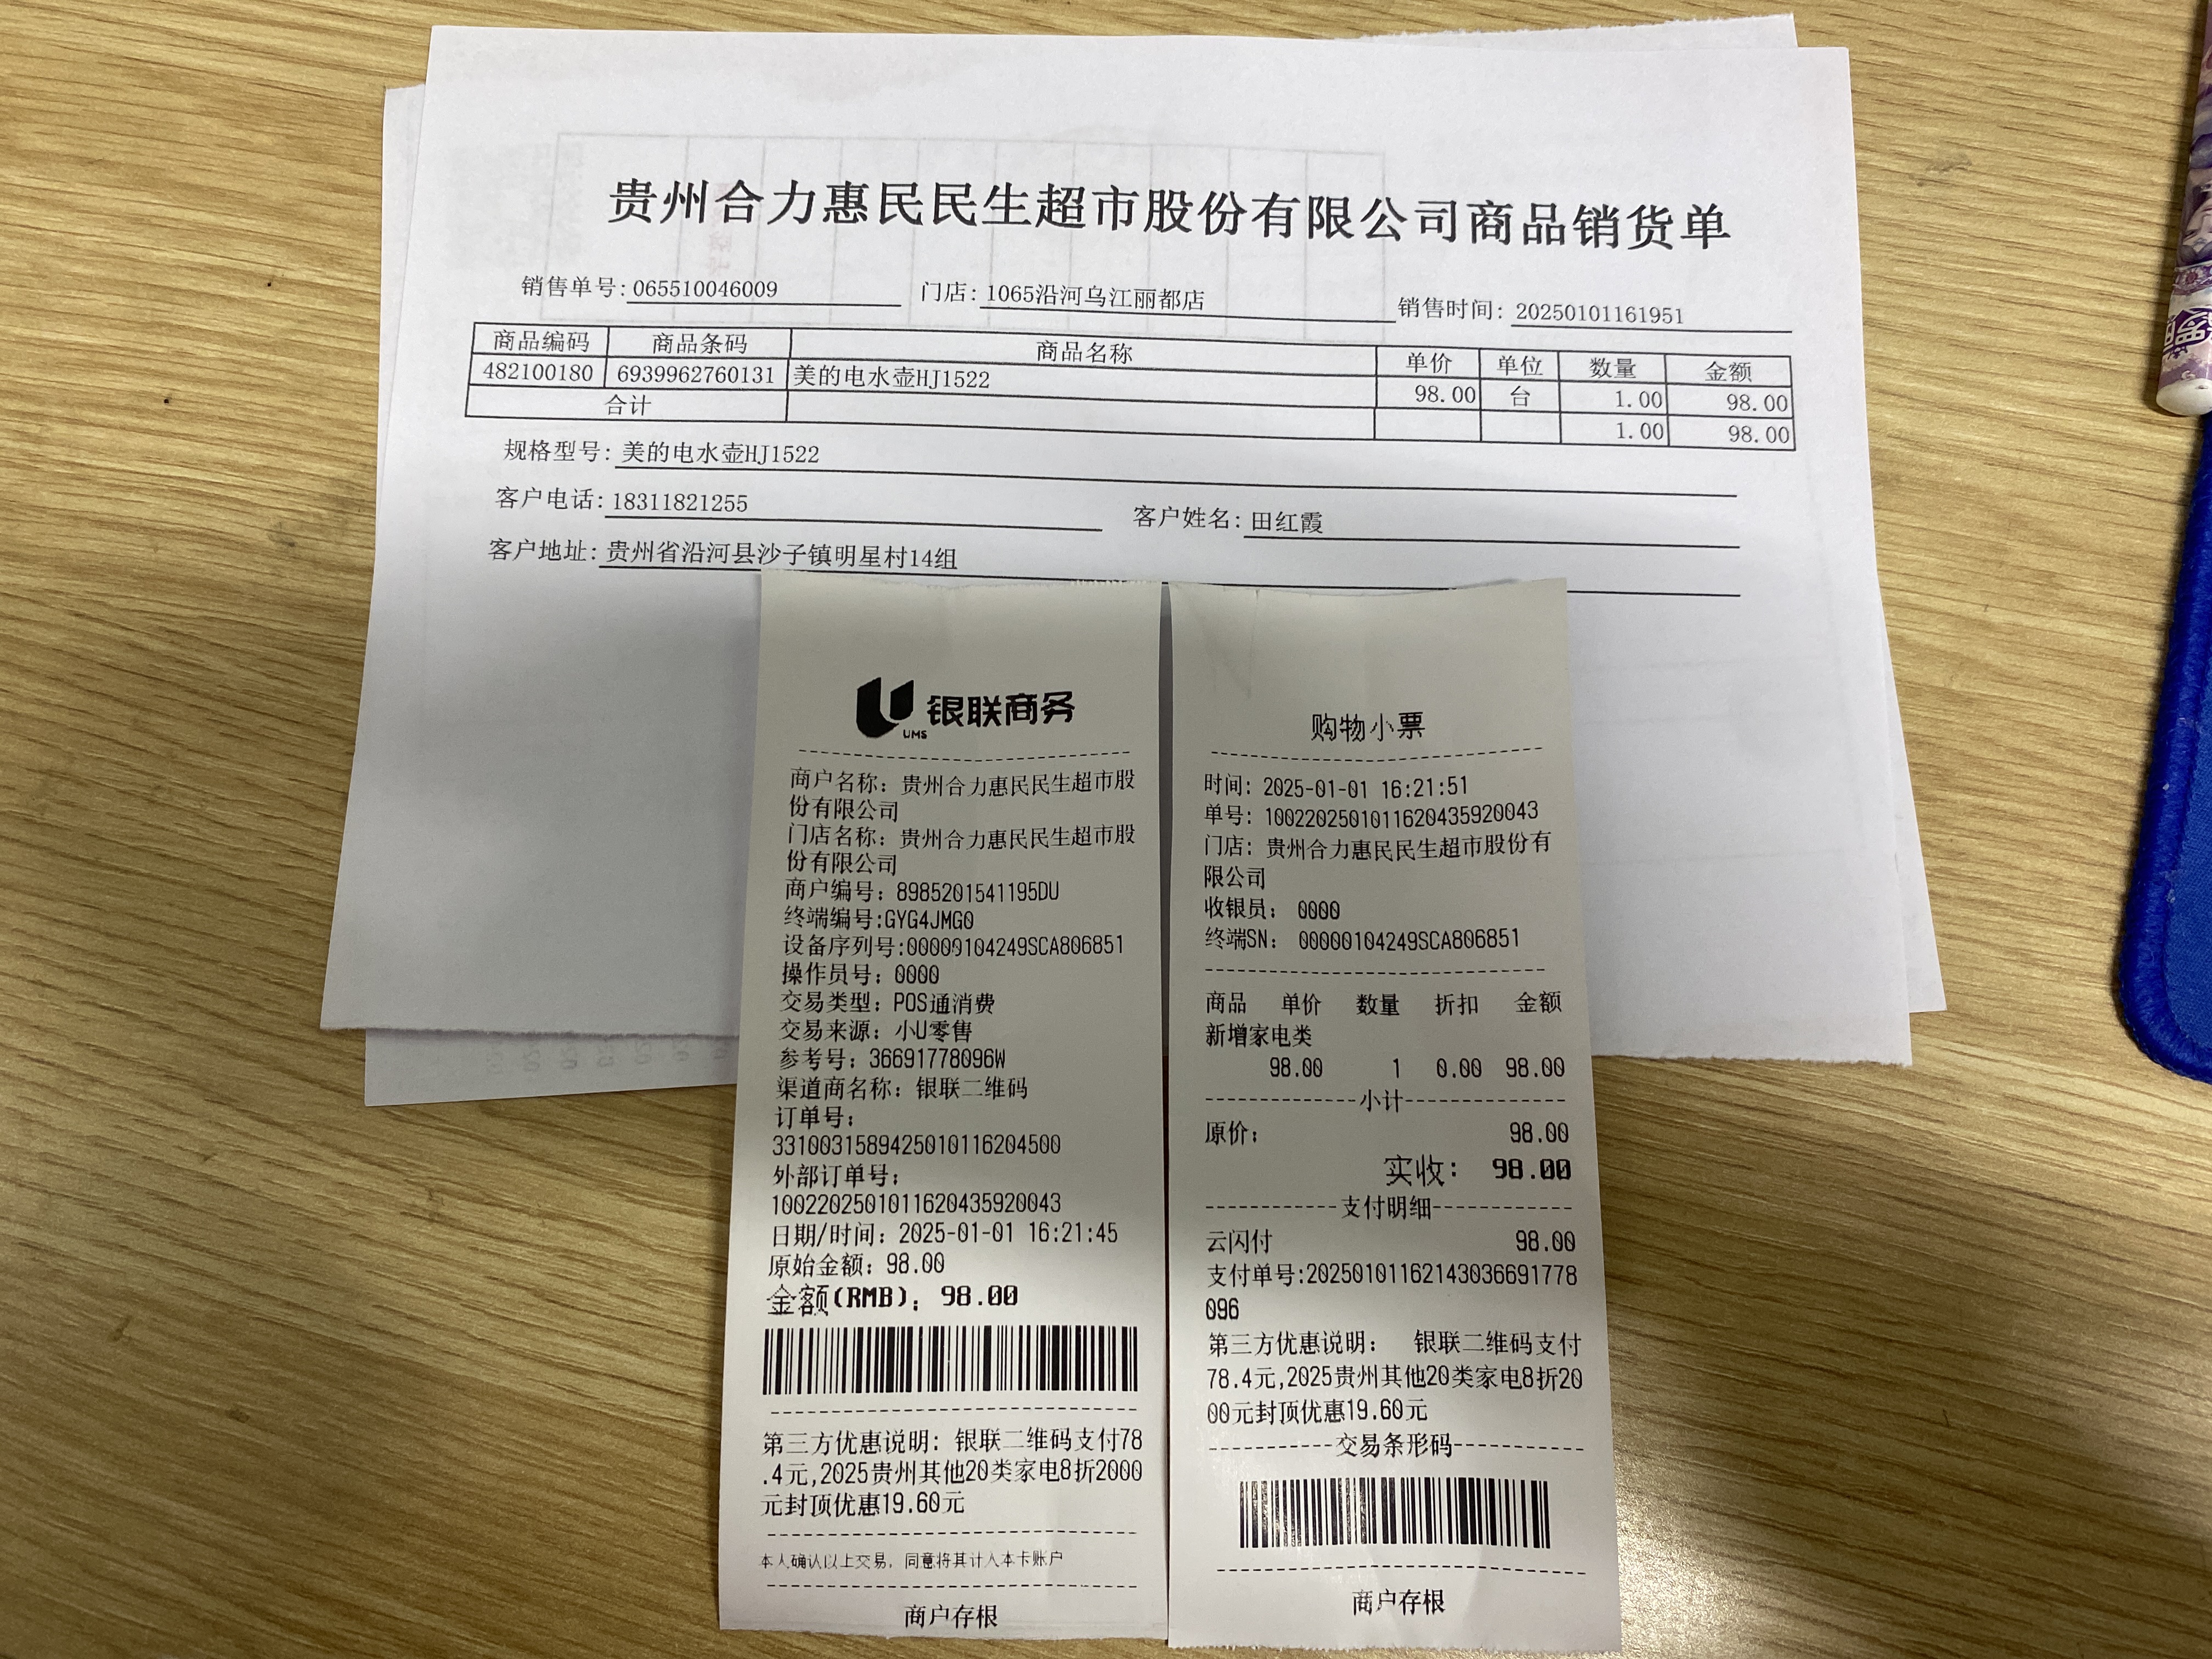 贵州合力惠民民生超市股份有限公司商品销货单
销售单号: 065510046009 门店: 1065沿河乌江丽都店 销售时间: 20250101161951
商品编码 商品条码 商品名称 单价 单位 数量 金额
482100180 6939962760131 美的电水壶HJ1522 98.00 台 1.00 98.00
合计 1.00 98.00
规格型号: 美的电水壶HJ1522
客户电话: 18311821255 客户姓名: 田红霞
客户地址: 贵州省沿河县沙子镇明星村14组
银联商务
UMS
商户名称: 贵州合力惠民民生超市股
份有限公司
门店名称: 贵州合力惠民民生超市股
份有限公司
商户编号: 8985201541195DU
终端编号:GYG4JMG0
设备序列号:00000104249SCA806851
操作员号: 0000
交易类型: POS通消费
交易来源: 小U零售
参考号: 36691778096W
渠道商名称: 银联二维码
订单号:
33100315894250101162045​00
外部订单号:
10022025010116204359200​43
日期/时间: 2025-01-01 16:21:45
原始金额: 98.00
金额(RMB): 98.00
第三方优惠说明: 银联二维码支付78
.4元,2025贵州其他20类家电8折2000
元封顶优惠19.60元
本人确认以上交易, 同意将其计入本卡账户
商户存根
购物小票
时间: 2025-01-01 16:21:51
单号: 1002202501011620435920043
门店: 贵州合力惠民民生超市股份有
限公司
收银员: 0000
终端SN: 00000104249SCA806851
商品 单价 数量 折扣 金额
新增家电类
98.00 1 0.00 98.00
小计
原价: 98.00
实收: 98.00
支付明细
云闪付 98.00
支付单号:20250101162143036691778
096
第三方优惠说明: 银联二维码支付
78.4元,2025贵州其他20类家电8折20
00元封顶优惠19.60元
交易条形码
商户存根